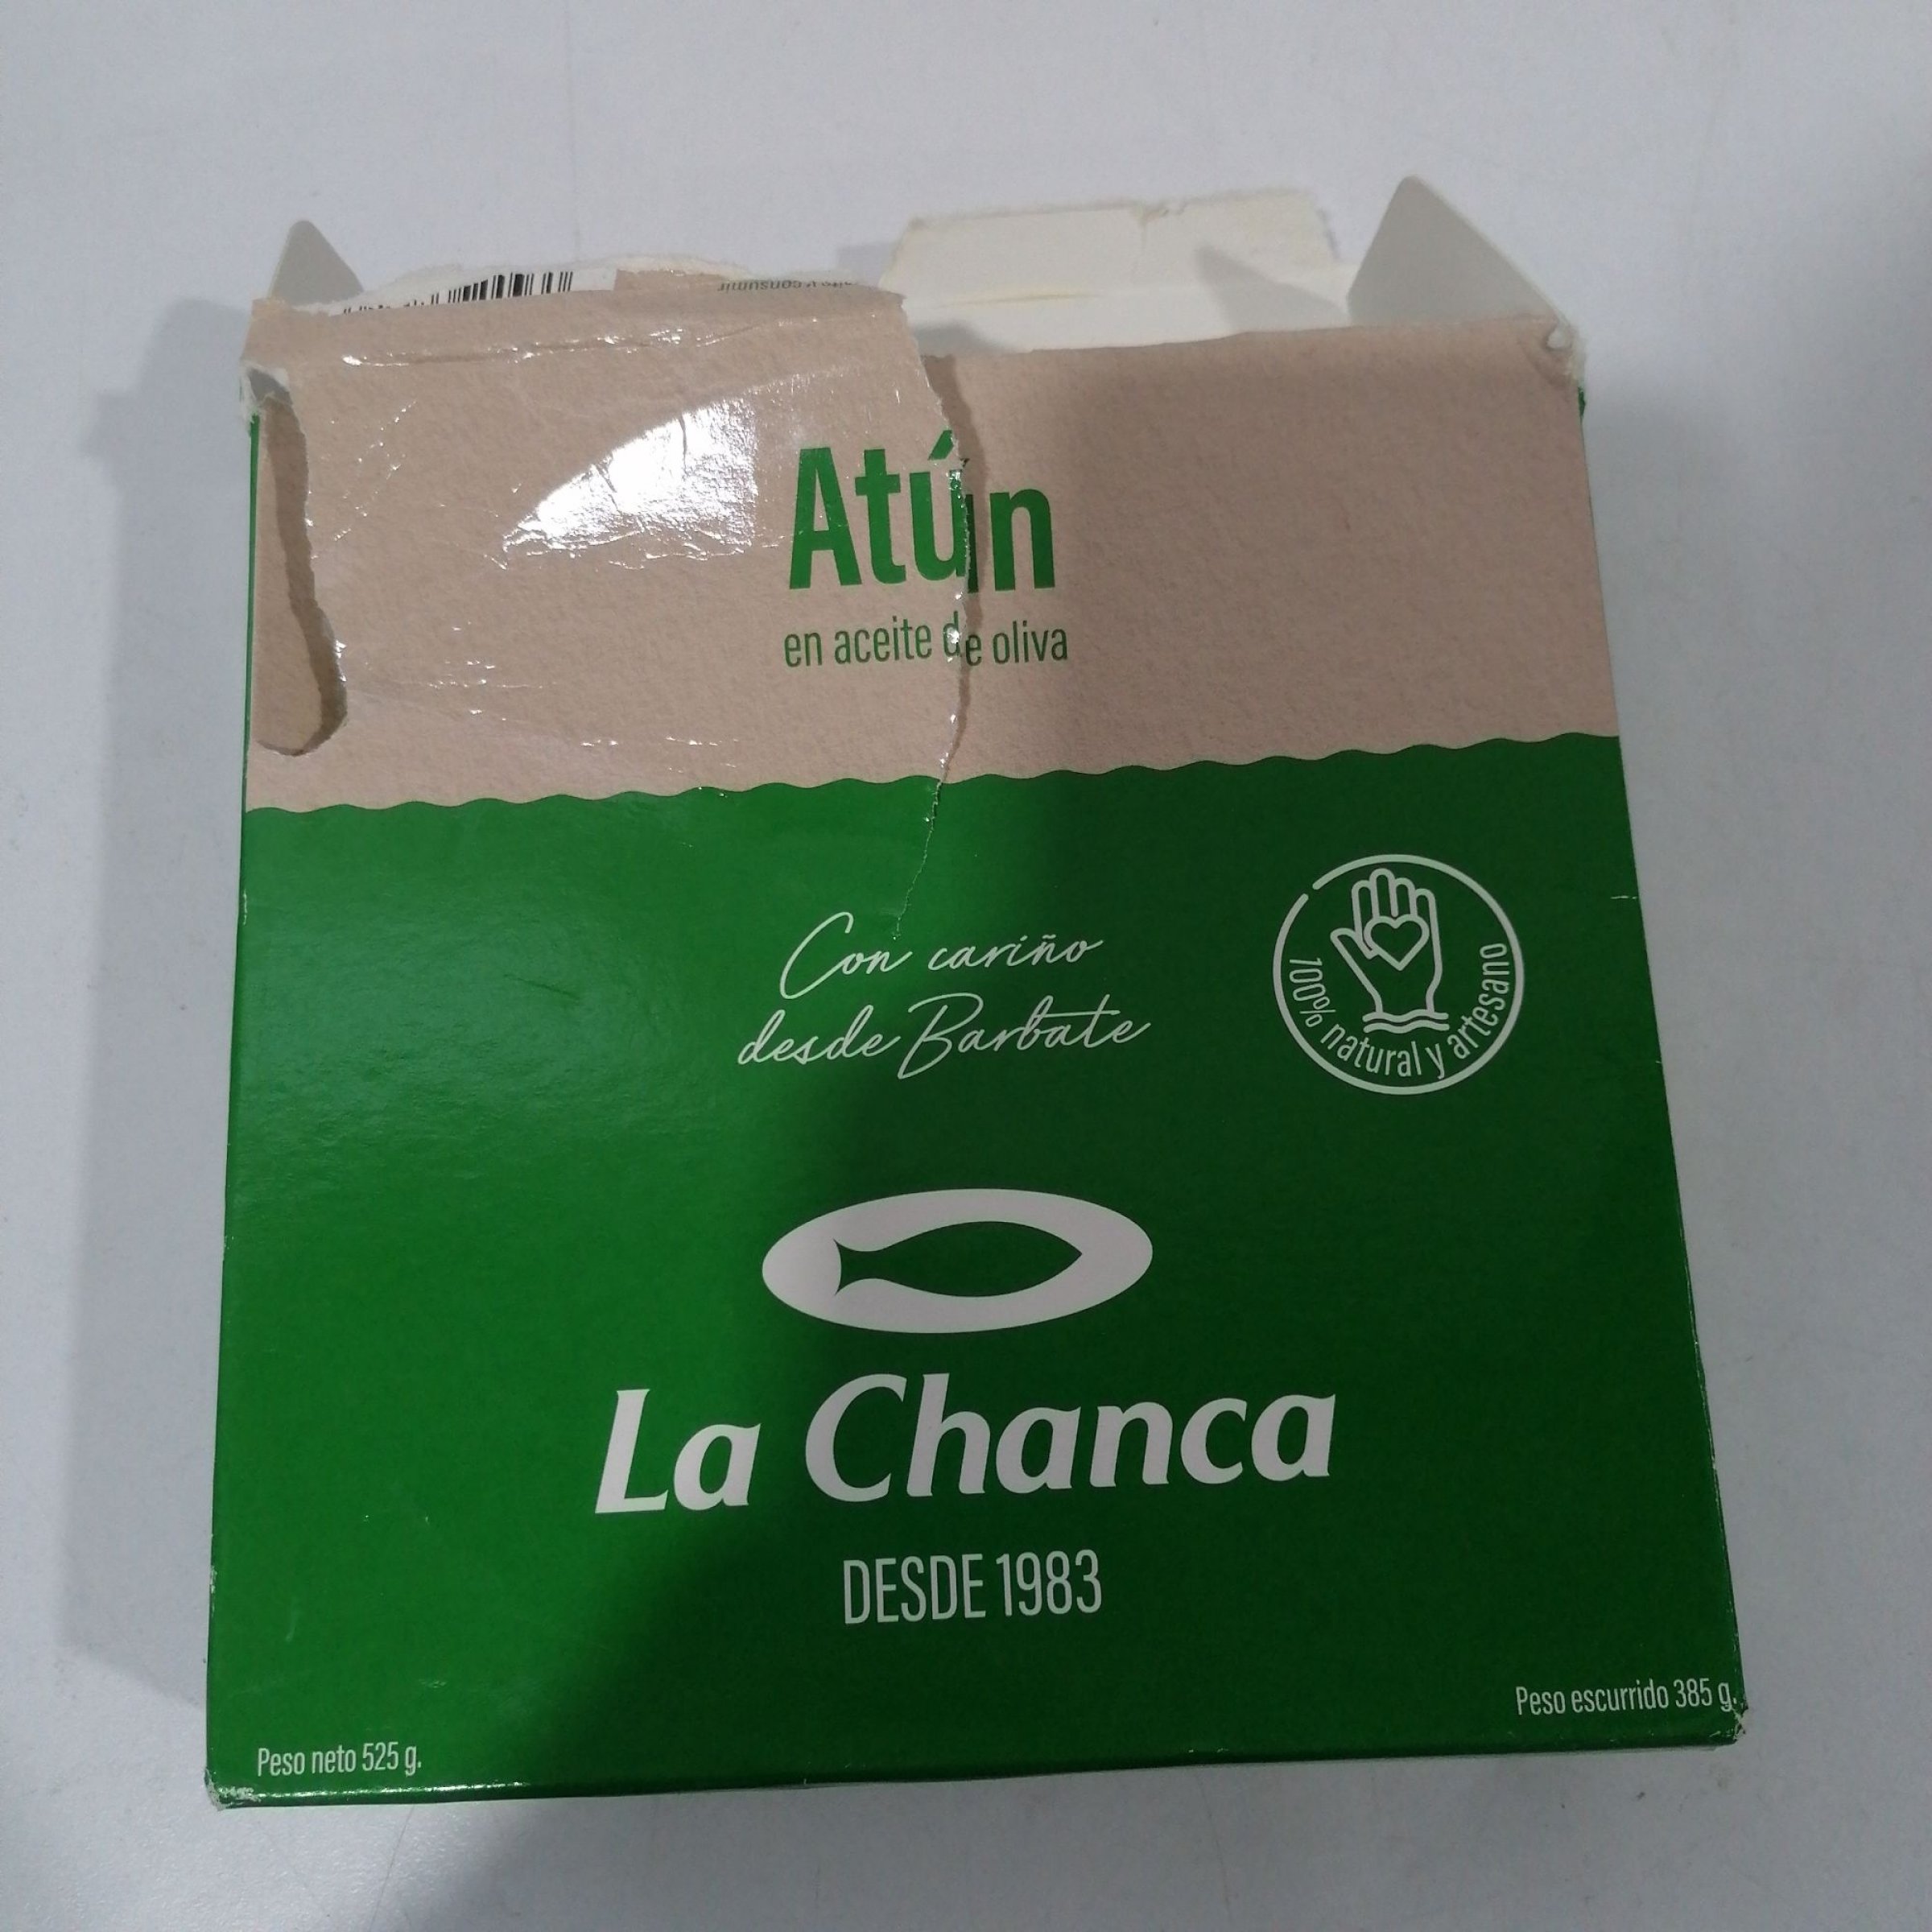 y consumir
Atún
en aceite de oliva
Con cariño
desde Barbate
100% natural y artesano
La Chanca
DESDE 1983
Peso neto 525 g.
Peso escurrido 385 g.